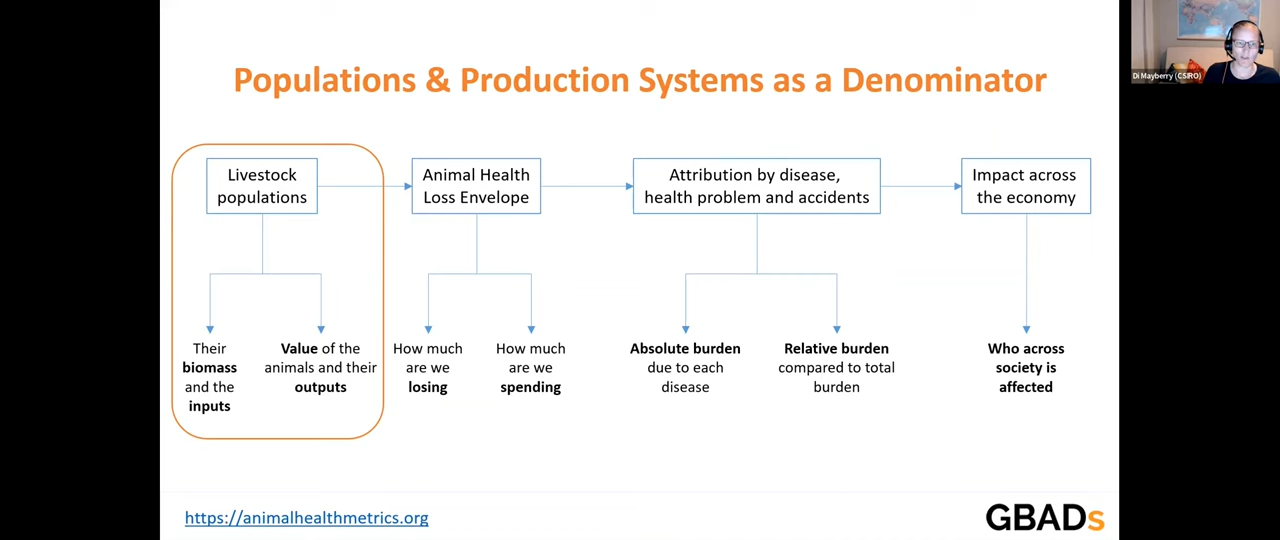 Di Mayberry (CSIRO)
Populations & Production Systems as a Denominator
Livestock
populations
Animal Health
Loss Envelope
Attribution by disease,
health problem and accidents
Impact across
the economy
Their
biomass
and the
inputs
Value of the
animals and their
outputs
How much
are we
losing
How much
are we
spending
Absolute burden
due to each
disease
Relative burden
compared to total
burden
Who across
society is
affected
https://animalhealthmetrics.org
GBADs